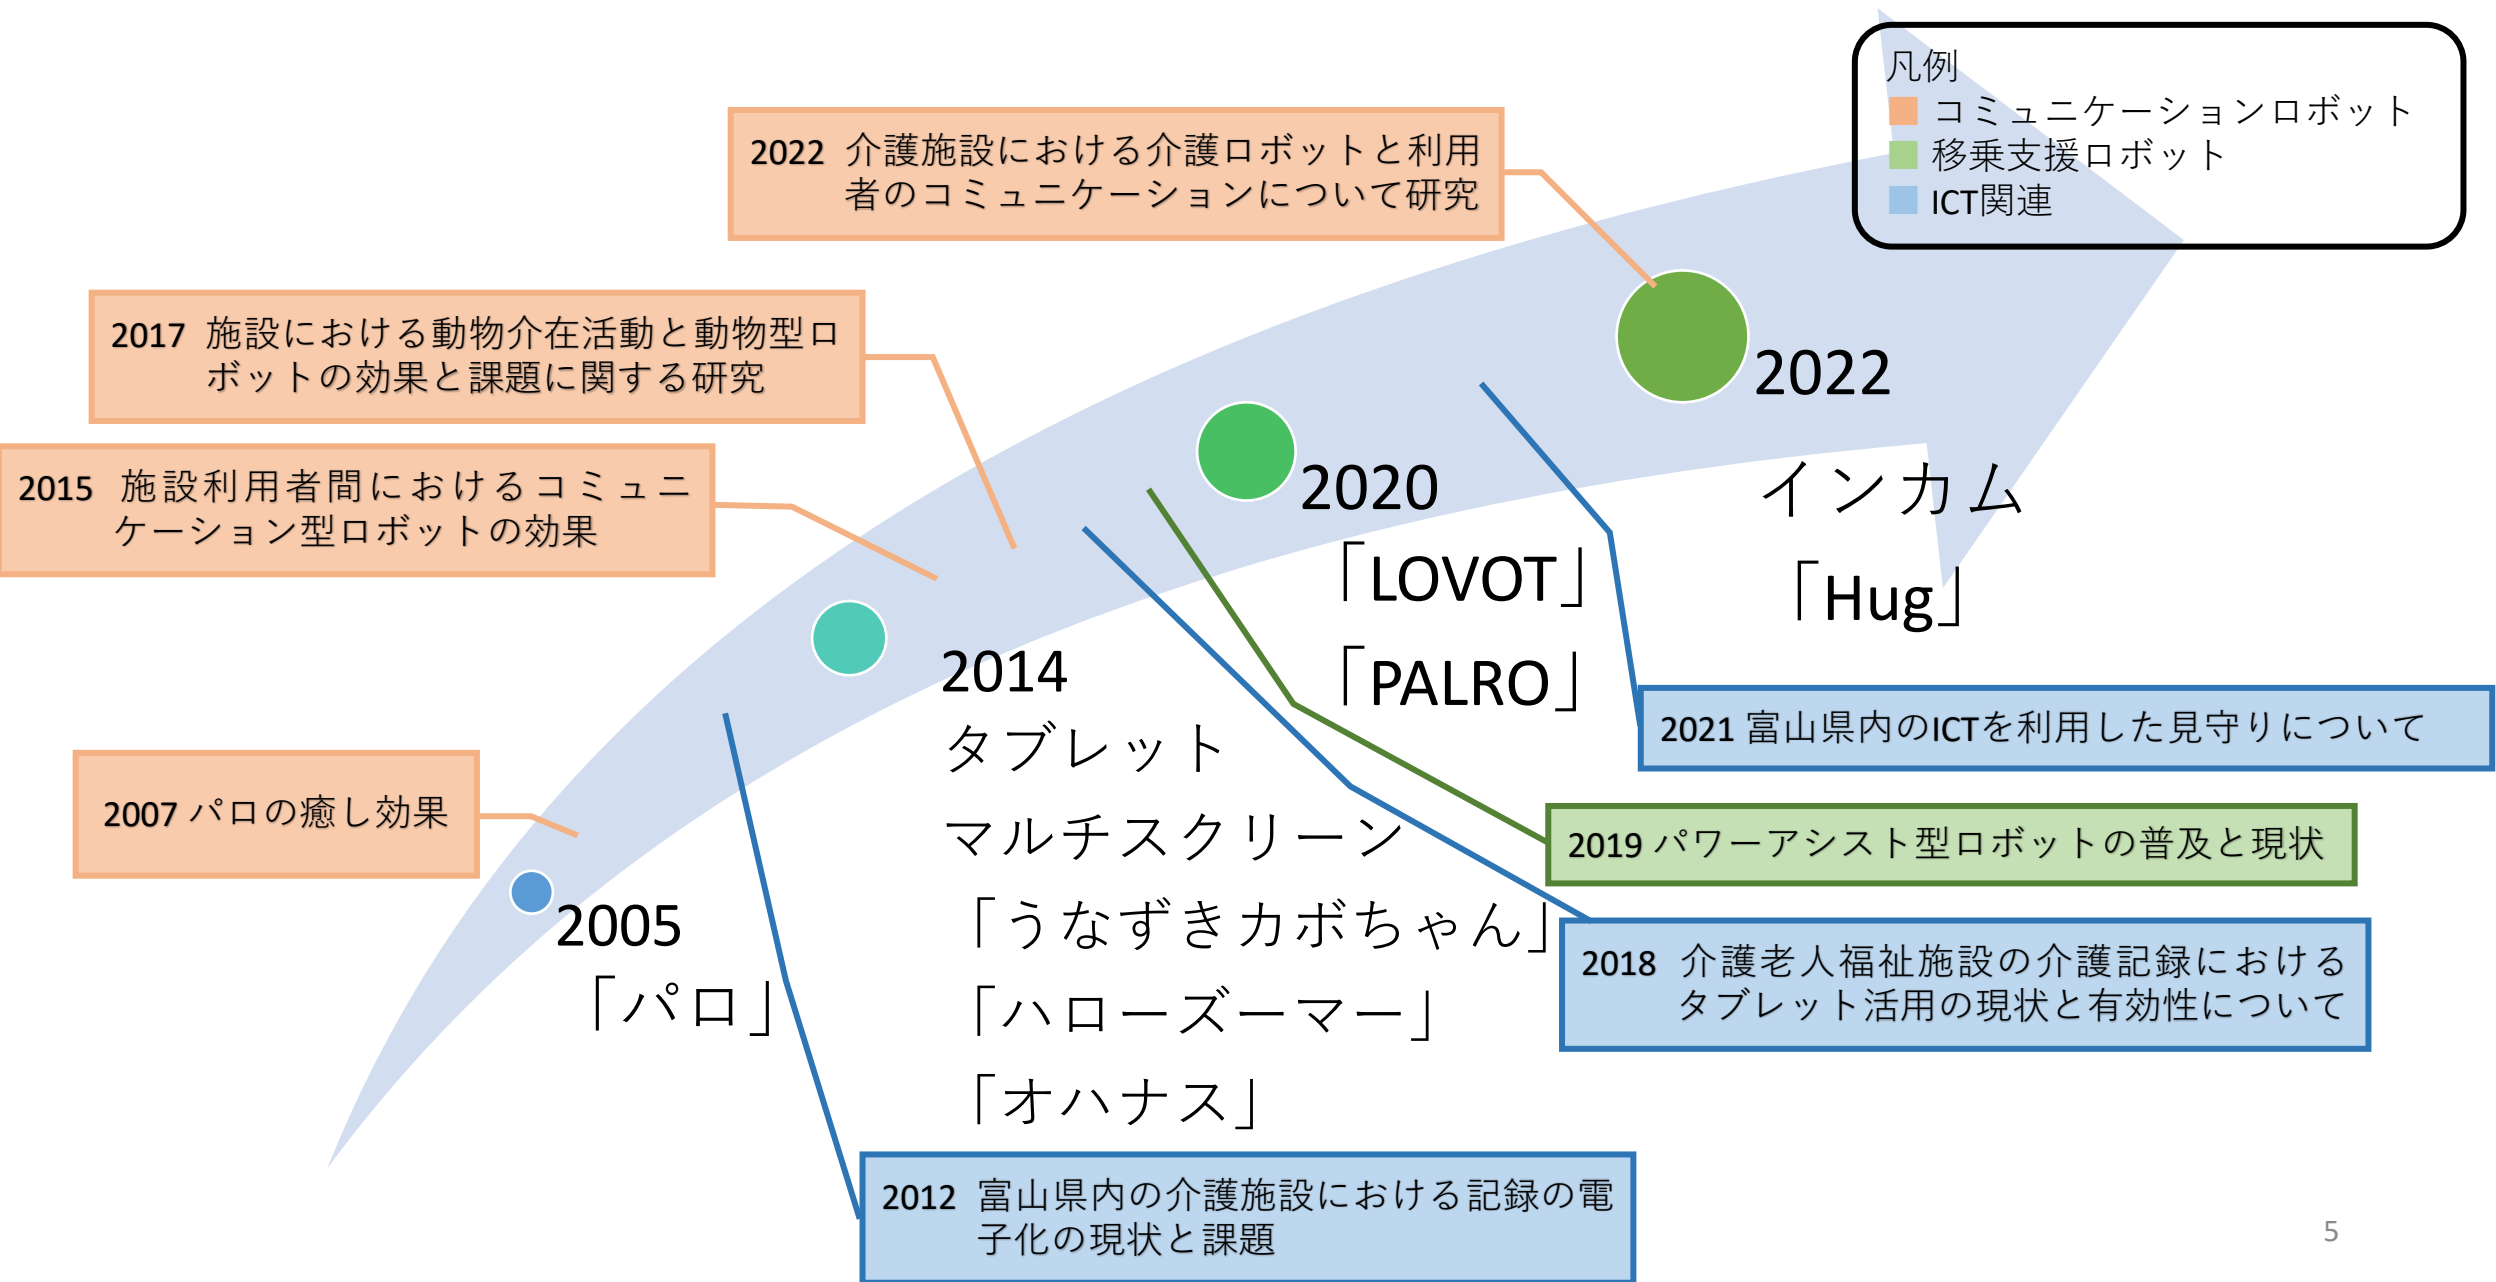 凡例
コミュニケーションロボット
移乗支援ロボット
ICT関連
2022 介護施設における介護ロボットと利用
者のコミュニケーションについて研究
2017 施設における動物介在活動と動物型ロ
ボットの効果と課題に関する研究
2015 施設利用者間におけるコミュニ
ケーション型ロボットの効果
2007 パロの癒し効果
2005
「パロ」
2014
タブレット
マルチスクリーン
「うなずきカボちゃん」
「ハローズーマー」
「オハナス」
2020
「LOVOT」
「PALRO」
2022
インカム
「Hug」
2021 富山県内のICTを利用した見守りについて
2019 パワーアシスト型ロボットの普及と現状
2018 介護老人福祉施設の介護記録における
タブレット活用の現状と有効性について
2012 富山県内の介護施設における記録の電
子化の現状と課題
5